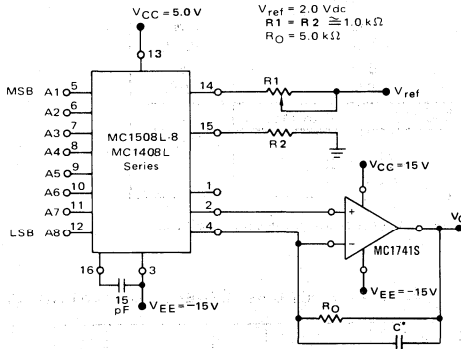 VCC = 5.0 V
Vref = 2.0 Vdc
R1 = R2 ≅ 1.0 kΩ
RO = 5.0 kΩ
13
MSB A1 5
A2 6
A3 7
A4 8
A5 9
A6 10
A7 11
LSB A8 12
MC1508L-8
MC1408L
Series
14
R1
Vref
15
R2
1
2
4
VCC = 15 V
+
−
MC1741S
VO
VEE = −15V
16
3
15
pF
VEE = −15V
RO
C*